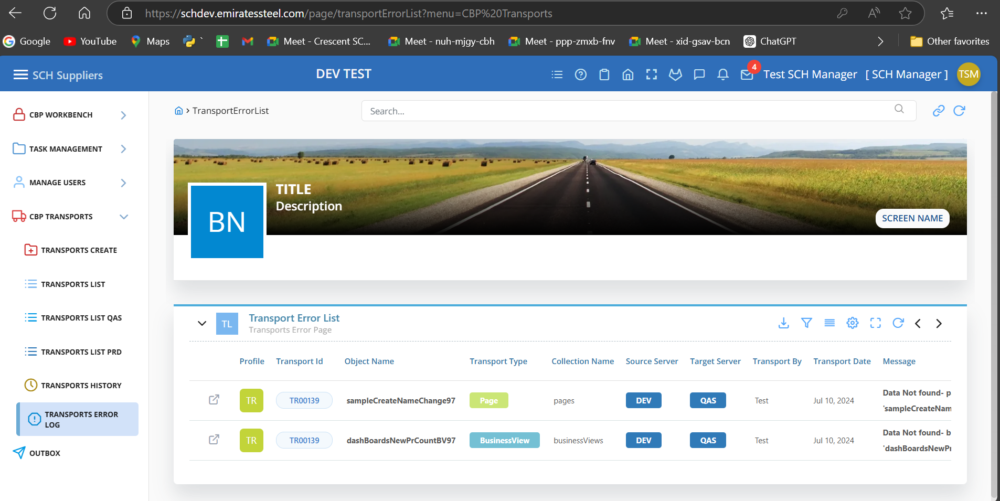 https://schdev.emiratessteel.com/page/transportErrorList?menu=CBP%20Transports
Google YouTube Maps ` Meet - Crescent SC... Meet - nuh-mjgy-cbh Meet - ppp-zmxb-fnv Meet - xid-gsav-bcn ChatGPT Other favorites
SCH Suppliers DEV TEST 4 Test SCH Manager [ SCH Manager ] TSM
CBP WORKBENCH
TASK MANAGEMENT
MANAGE USERS
CBP TRANSPORTS
TRANSPORTS CREATE
TRANSPORTS LIST
TRANSPORTS LIST QAS
TRANSPORTS LIST PRD
TRANSPORTS HISTORY
TRANSPORTS ERROR
LOG
OUTBOX
TransportErrorList Search...
TITLE
Description
BN
SCREEN NAME
TL Transport Error List
Transports Error Page
Profile Transport Id Object Name Transport Type Collection Name Source Server Target Server Transport By Transport Date Message
TR TR00139 sampleCreateNameChange97 Page pages DEV QAS Test Jul 10, 2024 Data Not found- p
'sampleCreateNam
TR TR00139 dashBoardsNewPrCountBV97 BusinessView businessViews DEV QAS Test Jul 10, 2024 Data Not found- b
'dashBoardsNewPr